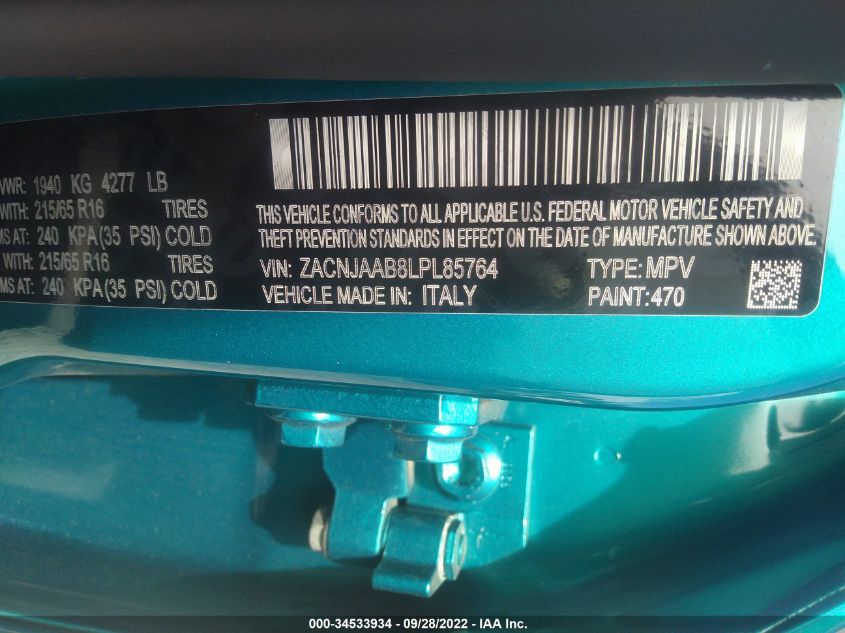 VWR: 1940 KG 4277 LB
WITH: 215/65 R16 TIRES
MS AT: 240 KPA(35 PSI) COLD
WITH: 215/65 R16 TIRES
MS AT: 240 KPA(35 PSI) COLD
THIS VEHICLE CONFORMS TO ALL APPLICABLE U.S. FEDERAL MOTOR VEHICLE SAFETY AND
THEFT PREVENTION STANDARDS IN EFFECT ON THE DATE OF MANUFACTURE SHOWN ABOVE.
VIN: ZACNJAAB8LPL85764 TYPE: MPV
VEHICLE MADE IN: ITALY PAINT:470
000-34533934 / 09/28/2022 - IAA Inc.